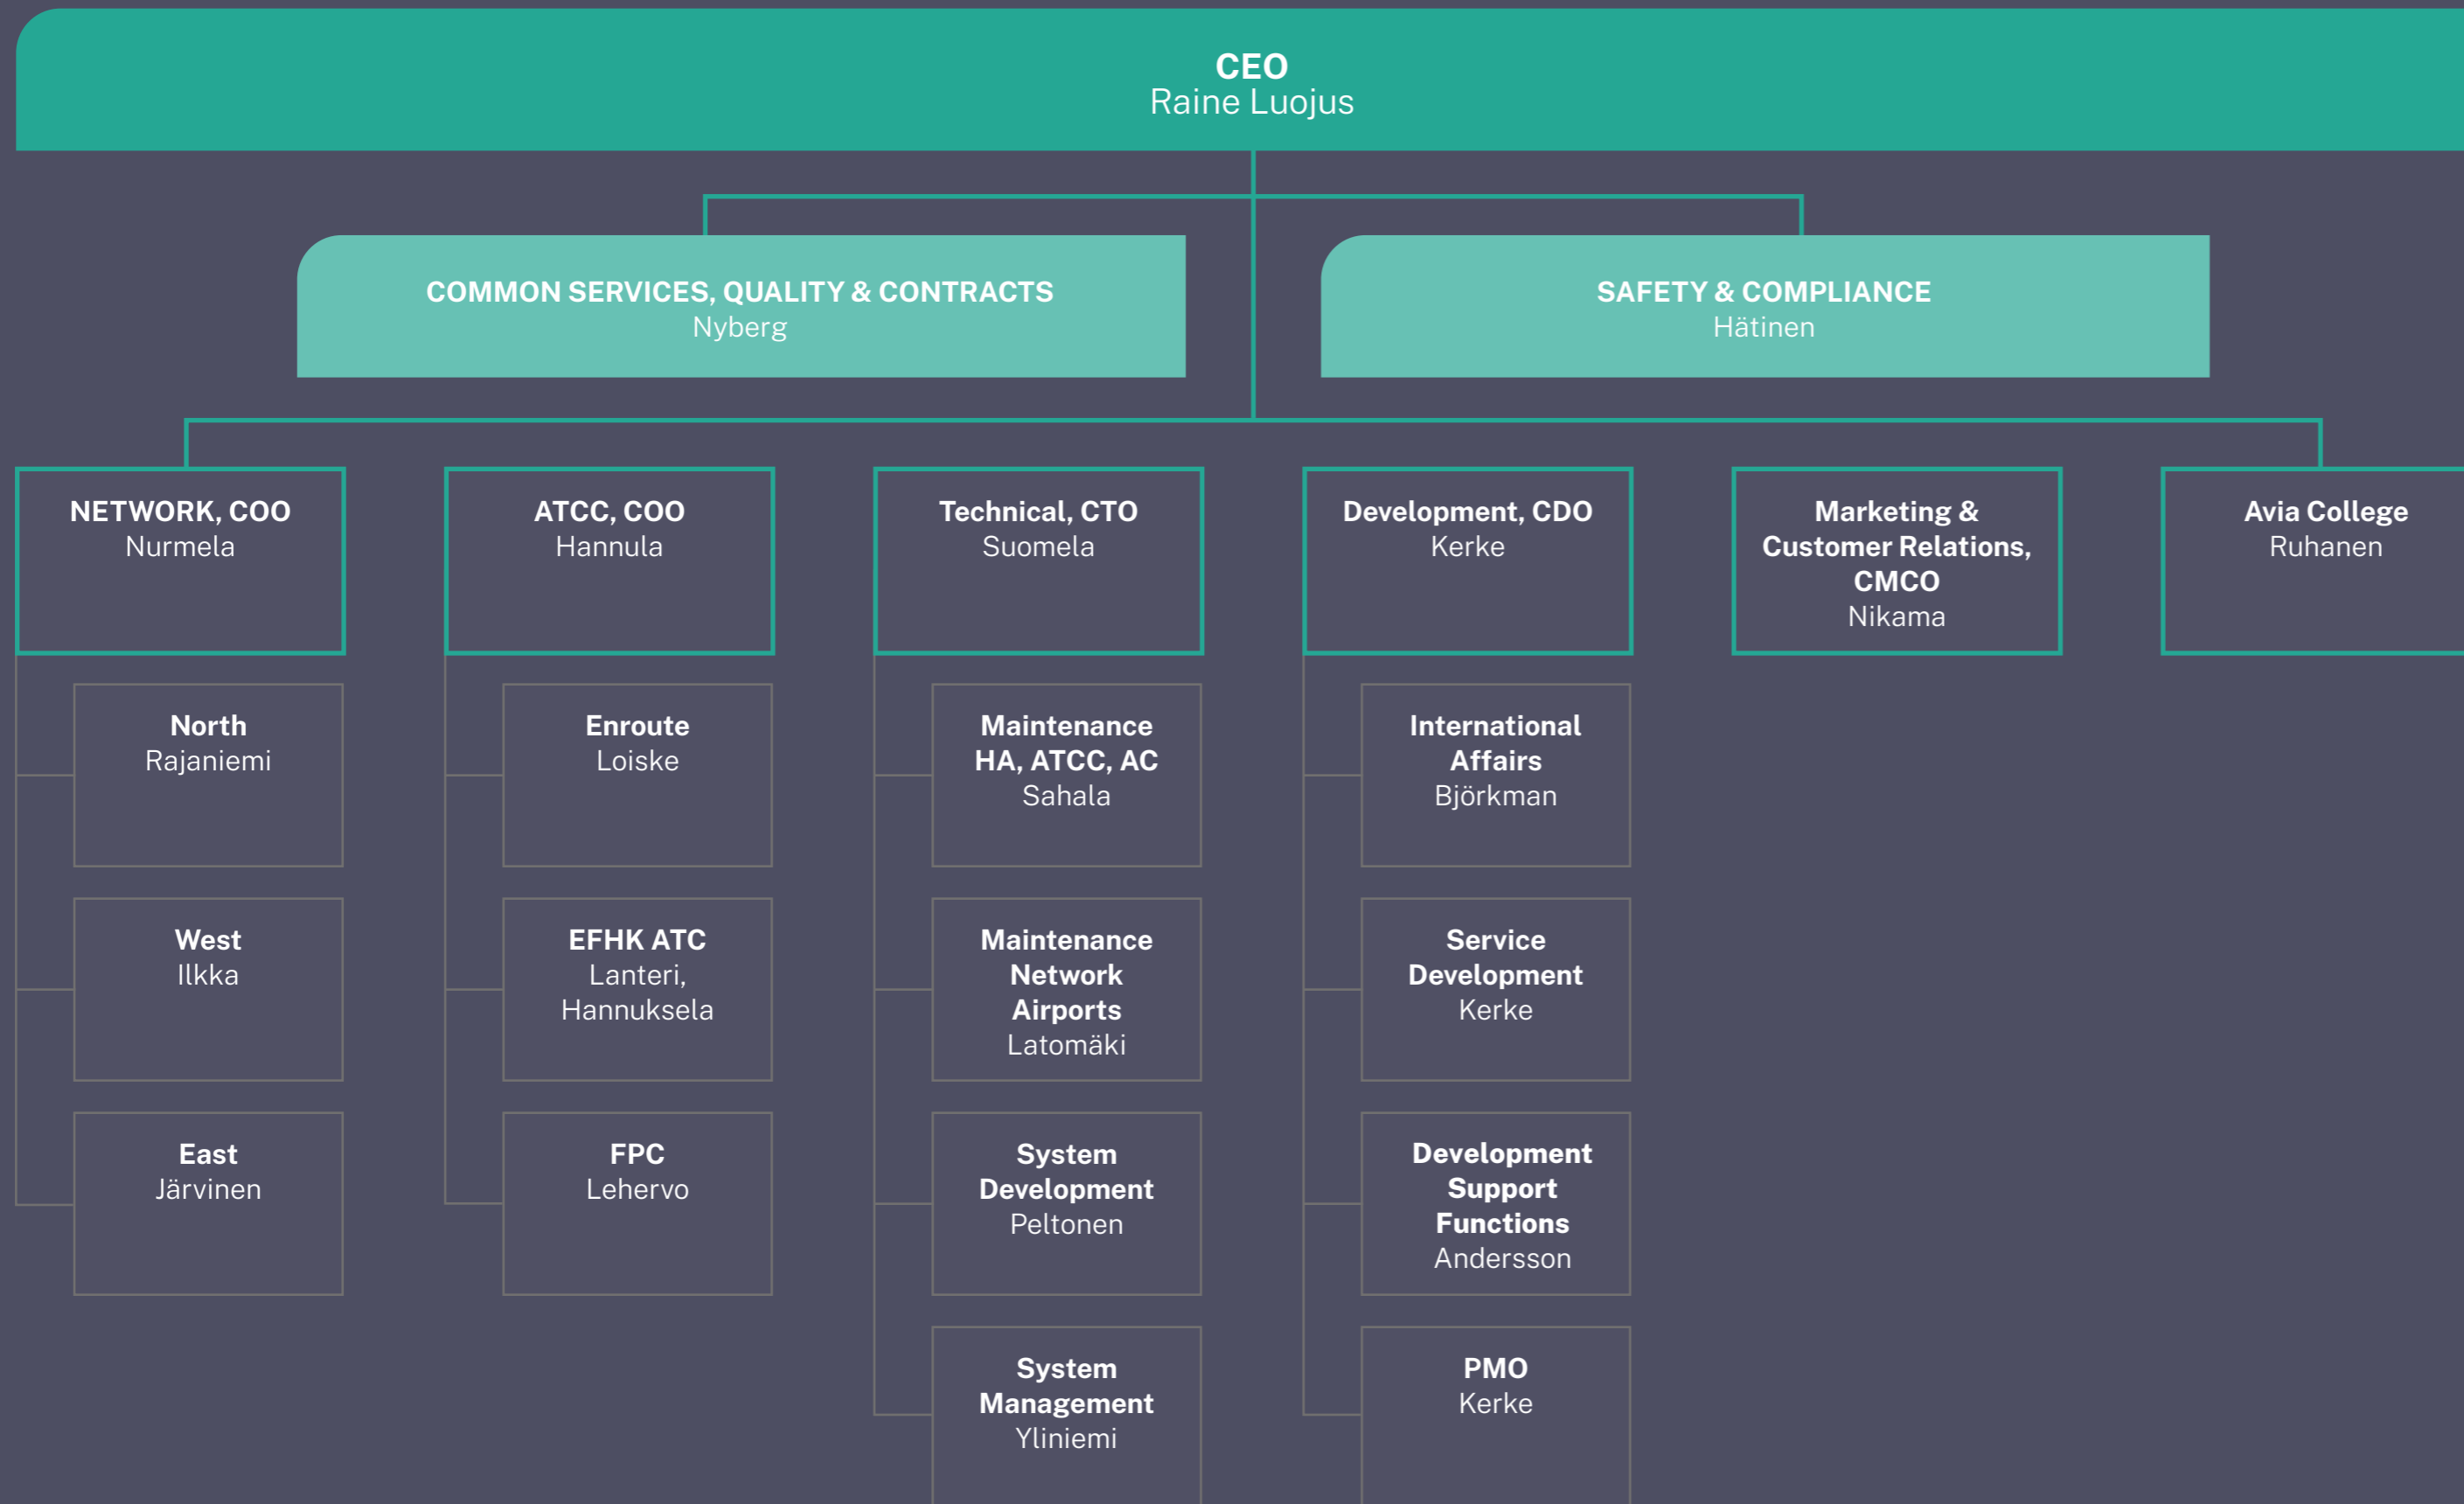 CEO
Raine Luojus
COMMON SERVICES, QUALITY & CONTRACTS
Nyberg
SAFETY & COMPLIANCE
Hätinen
NETWORK, COO
Nurmela
ATCC, COO
Hannula
Technical, CTO
Suomela
Development, CDO
Kerke
Marketing &
Customer Relations,
CMCO
Nikama
Avia College
Ruhanen
North
Rajaniemi
West
Ilkka
East
Järvinen
Enroute
Loiske
EFHK ATC
Lanteri,
Hannuksela
FPC
Lehervo
Maintenance
HA, ATCC, AC
Sahala
Maintenance
Network
Airports
Latomäki
System
Development
Peltonen
System
Management
Yliniemi
International
Affairs
Björkman
Service
Development
Kerke
Development
Support
Functions
Andersson
PMO
Kerke